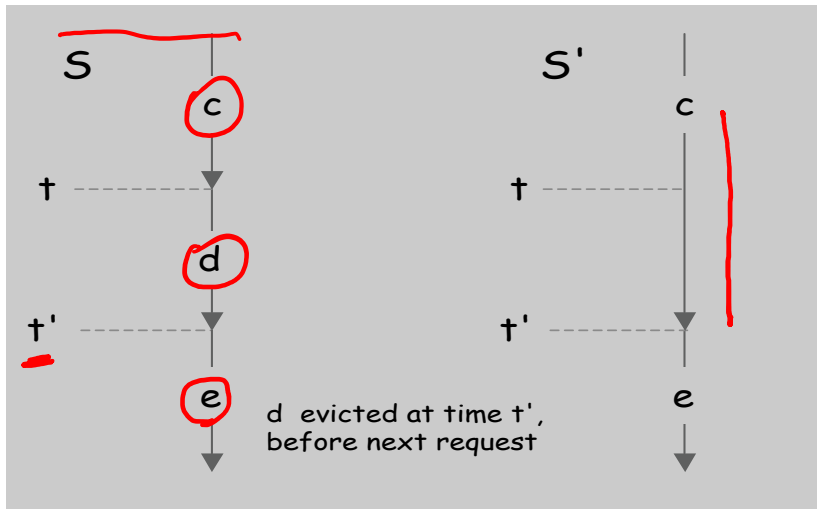 S
c
t
d
t'
e
d evicted at time t',
before next request
S'
c
t
t'
e